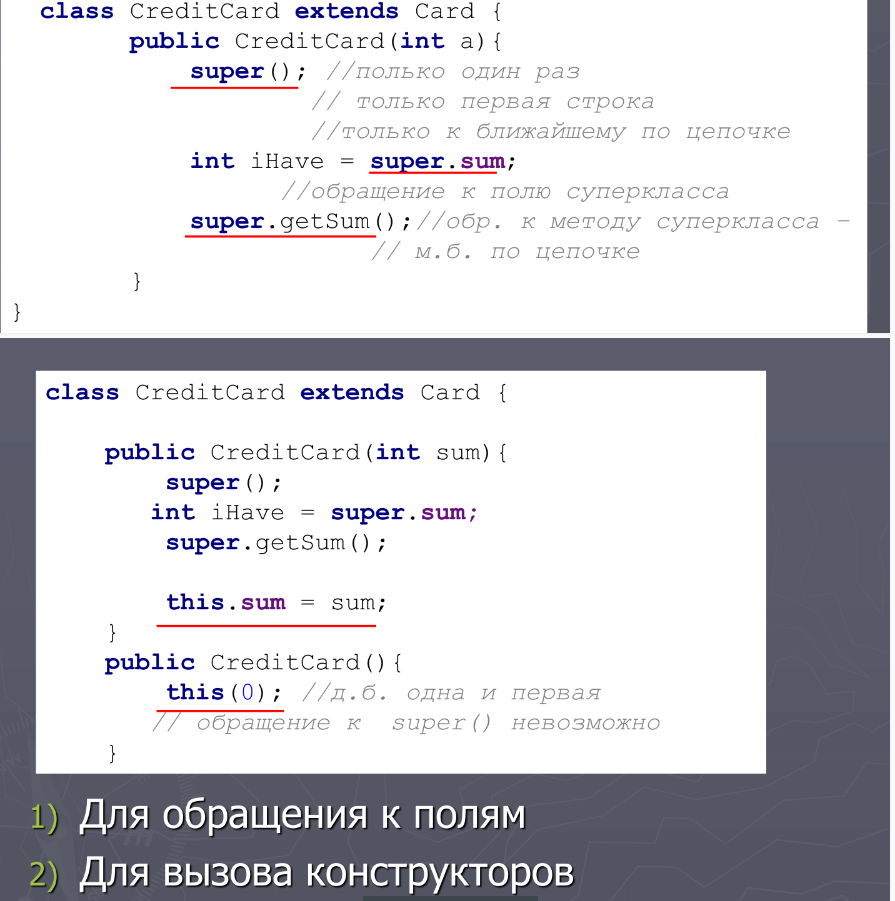 class CreditCard extends Card {
public CreditCard(int a){
super(); //полько один раз
// только первая строка
//только к ближайшему по цепочке
int iHave = super.sum;
//обращение к полю суперкласса
super.getSum();//обр. к методу суперкласса –
// м.б. по цепочке
}
}
class CreditCard extends Card {
public CreditCard(int sum){
super();
int iHave = super.sum;
super.getSum();
this.sum = sum;
}
public CreditCard(){
this(0); //д.б. одна и первая
// обращение к super() невозможно
}
1) Для обращения к полям
2) Для вызова конструкторов